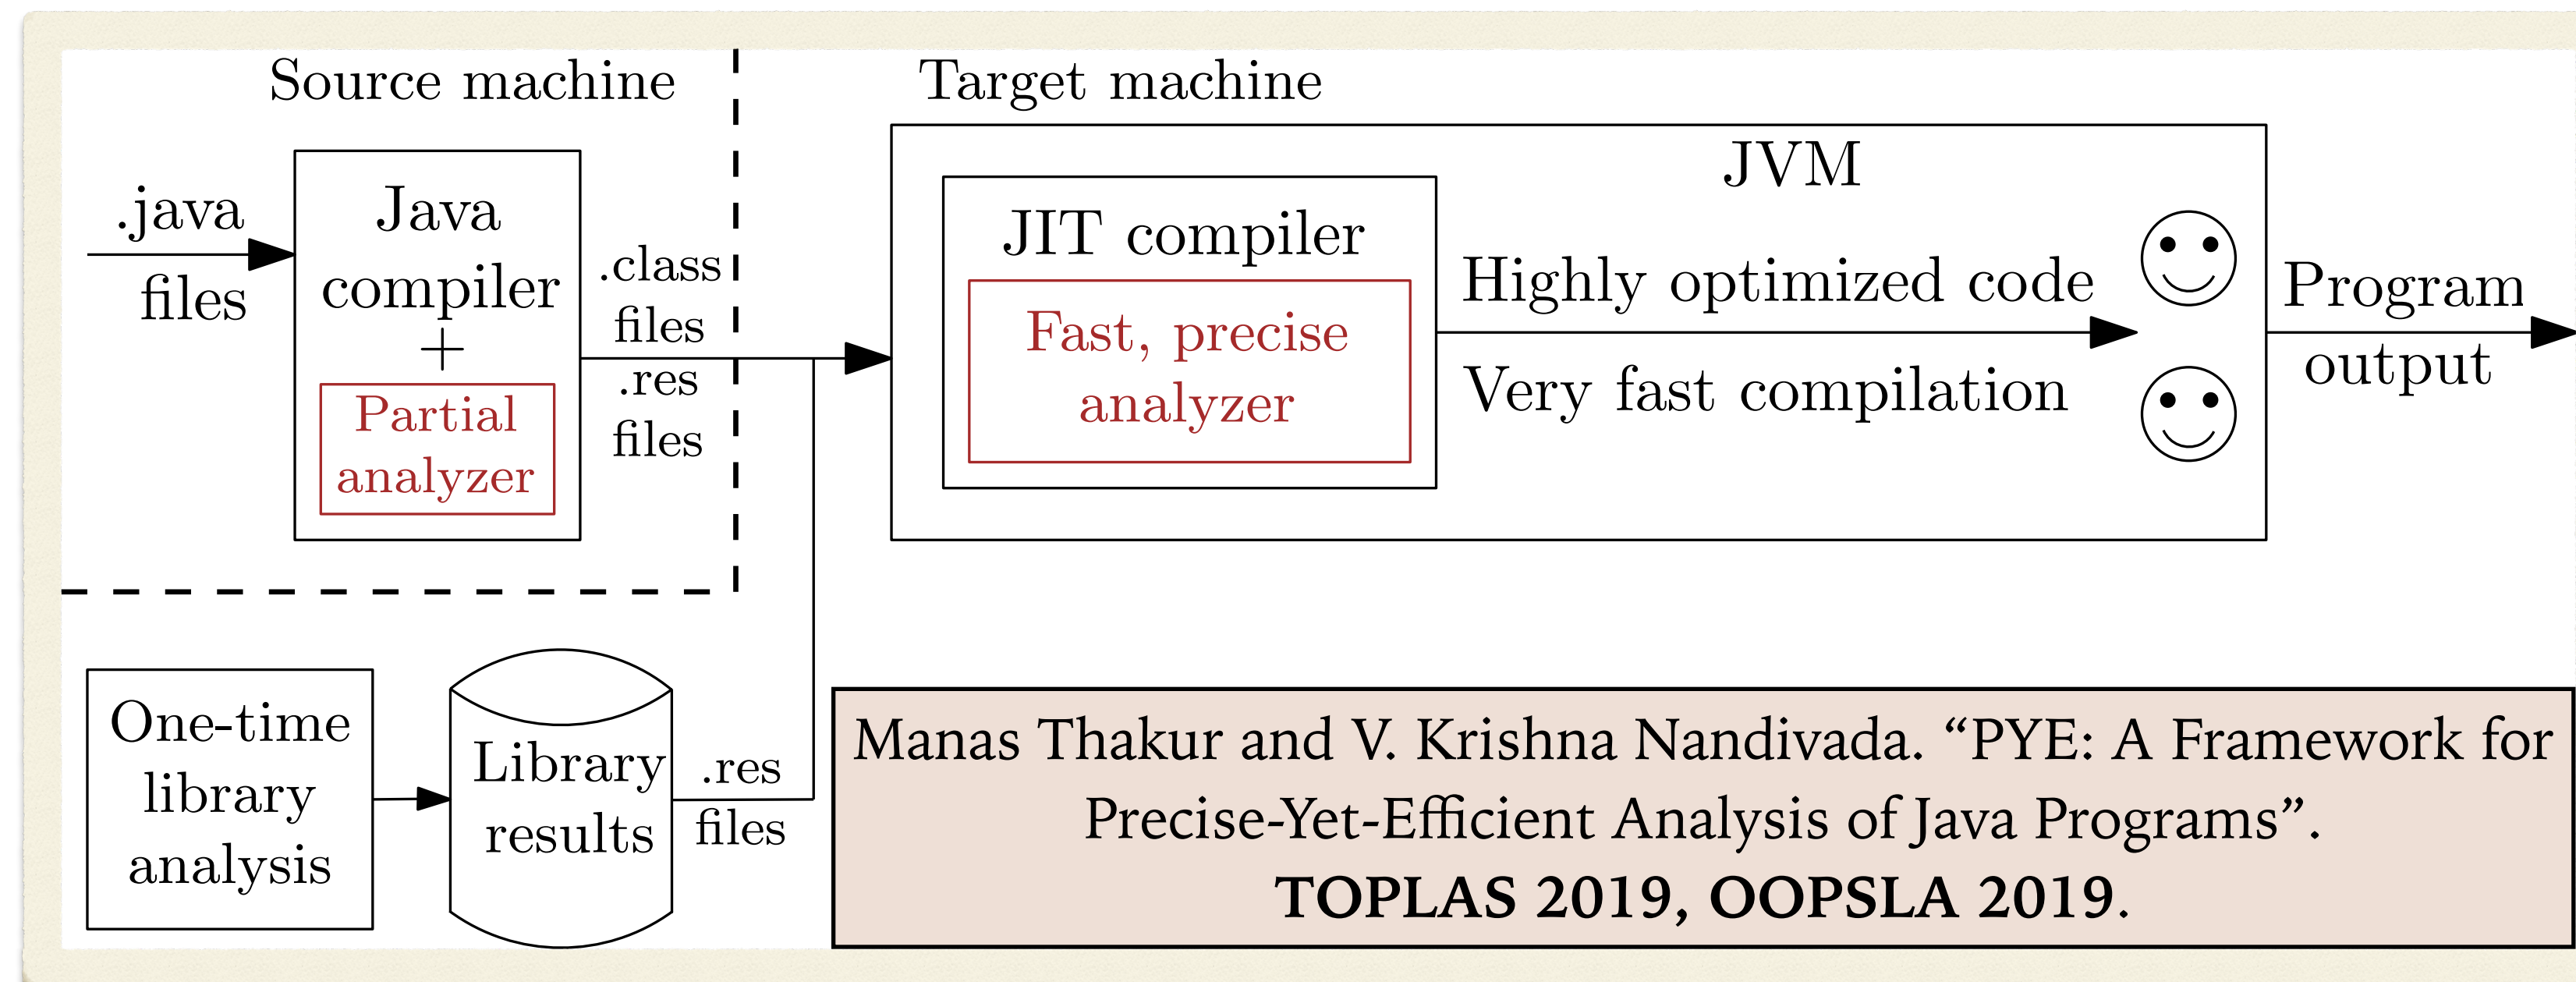 Source machine
.java
files
Java
compiler
+
Partial
analyzer
.class
files
.res
files
Target machine
JVM
JIT compiler
Fast, precise
analyzer
Highly optimized code
Very fast compilation
Program
output
One-time
library
analysis
Library
results
.res
files
Manas Thakur and V. Krishna Nandivada. “PYE: A Framework for
Precise-Yet-Efficient Analysis of Java Programs”.
TOPLAS 2019, OOPSLA 2019.